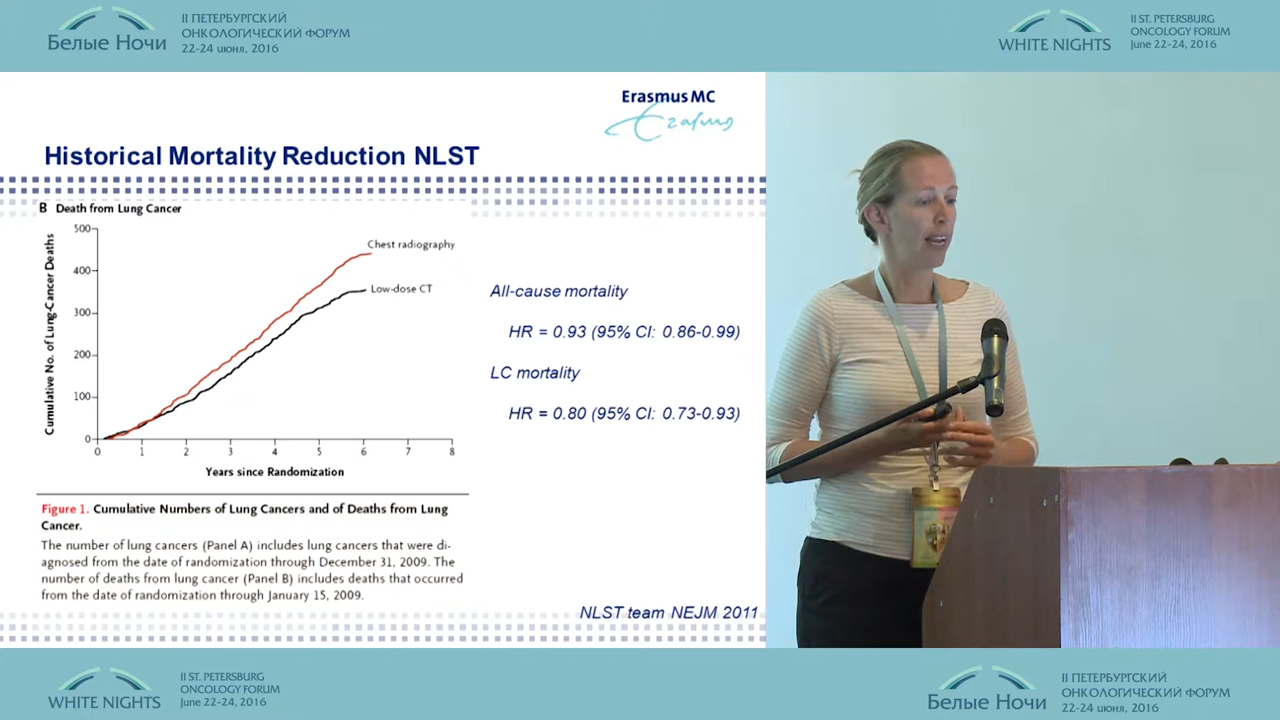 II ПЕТЕРБУРГСКИЙ
ОНКОЛОГИЧЕСКИЙ ФОРУМ
Белые Ночи
22-24 июня, 2016
II ST. PETERSBURG
ONCOLOGY FORUM
WHITE NIGHTS
June 22-24, 2016
Erasmus MC
Erasmus
Historical Mortality Reduction NLST
B Death from Lung Cancer
Cumulative No. of Lung-Cancer Deaths
500
400
300
200
100
0
Chest radiography
Low-dose CT
0 1 2 3 4 5 6 7 8
Years since Randomization
All-cause mortality
HR = 0.93 (95% CI: 0.86-0.99)
LC mortality
HR = 0.80 (95% CI: 0.73-0.93)
Figure 1. Cumulative Numbers of Lung Cancers and of Deaths from Lung
Cancer.
The number of lung cancers (Panel A) includes lung cancers that were di-
agnosed from the date of randomization through December 31, 2009. The
number of deaths from lung cancer (Panel B) includes deaths that occurred
from the date of randomization through January 15, 2009.
NLST team NEJM 2011
WHITE NIGHTS
II ST. PETERSBURG
ONCOLOGY FORUM
June 22-24, 2016
Белые Ночи
II ПЕТЕРБУРГСКИЙ
ОНКОЛОГИЧЕСКИЙ ФОРУМ
22-24 июня, 2016